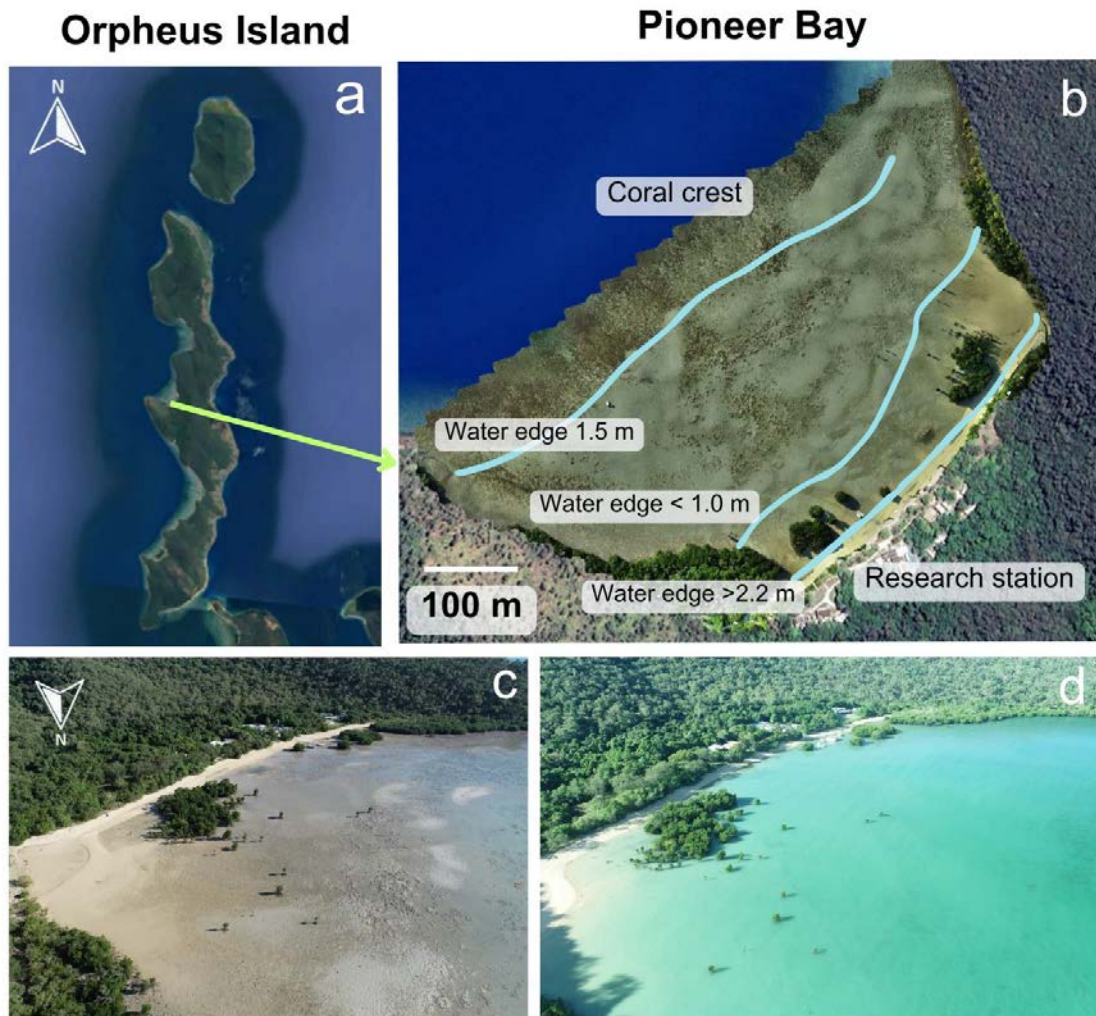 Orpheus Island
Pioneer Bay
N
a
b
Coral crest
Water edge 1.5 m
Water edge < 1.0 m
Water edge >2.2 m
Research station
100 m
c
N
d